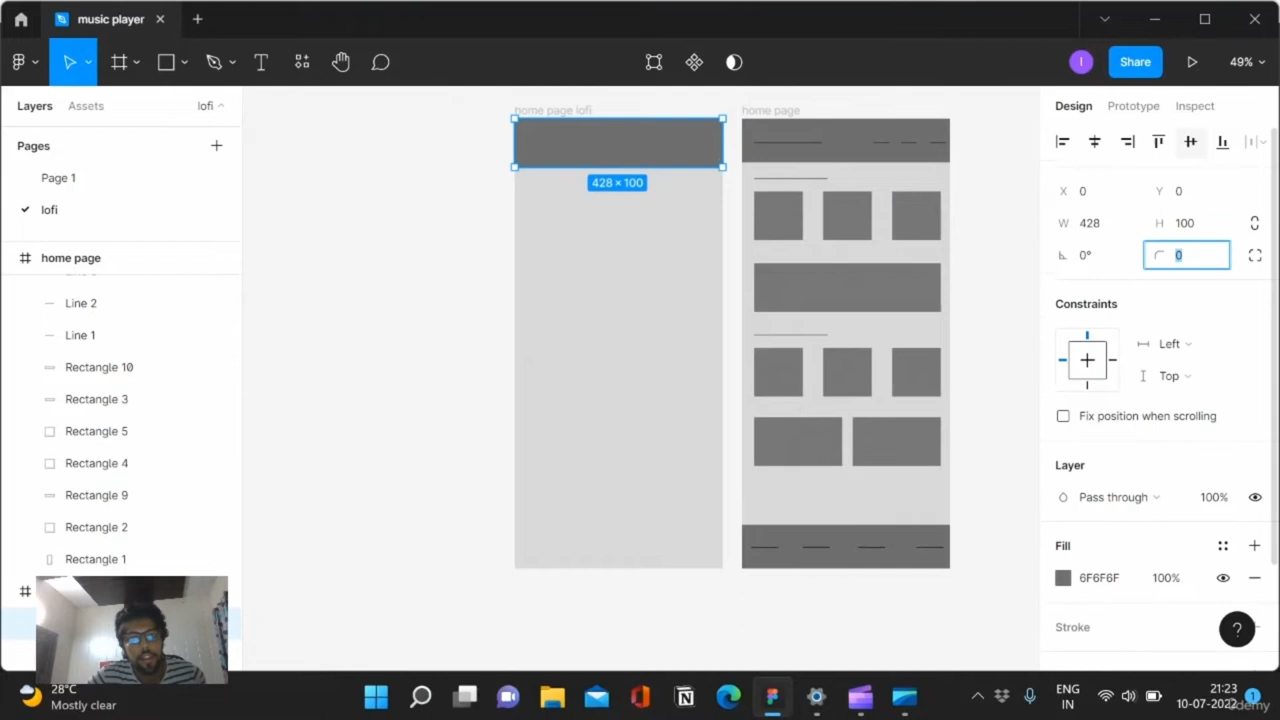 music player
Share
49%
Layers
Assets
lofi
Design
Prototype
Inspect
Pages
Page 1
lofi
home page
Line 2
Line 1
Rectangle 10
Rectangle 3
Rectangle 5
Rectangle 4
Rectangle 9
Rectangle 2
Rectangle 1
home page lofi
home page
428 × 100
X 0
Y 0
W 428
H 100
0°
0
Constraints
Left
Top
Fix position when scrolling
Layer
Pass through
100%
Fill
6F6F6F
100%
Stroke
?
28°C
Mostly clear
ENG
IN
21:23
10-07-2022
1
Udemy